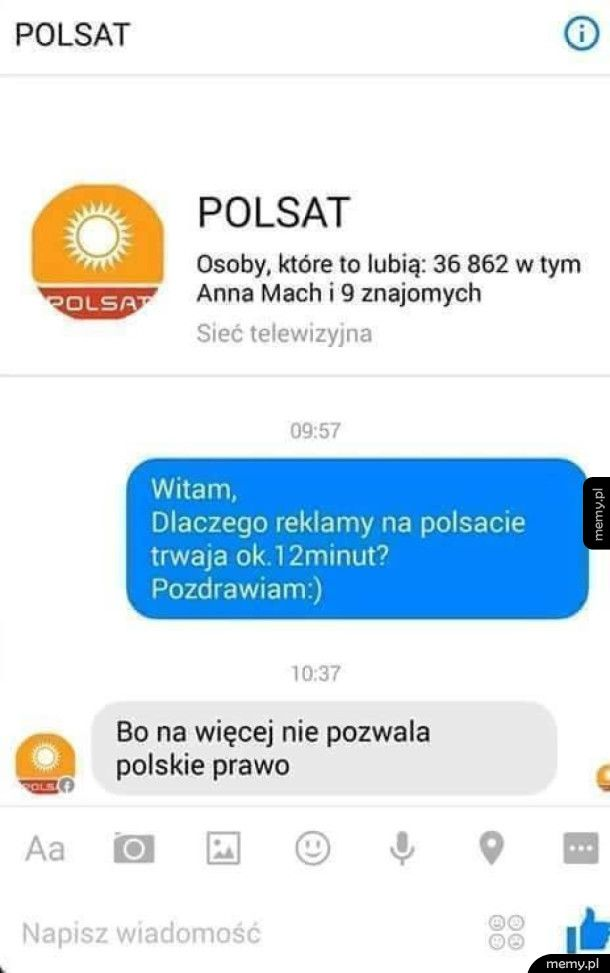 POLSAT
POLSAT
POLSAT
Osoby, które to lubią: 36 862 w tym
Anna Mach i 9 znajomych
Sieć telewizyjna
09:57
Witam,
Dlaczego reklamy na polsacie
trwaja ok.12minut?
Pozdrawiam:)
memy.pl
10:37
Bo na więcej nie pozwala
polskie prawo
POLSA
Aa
Napisz wiadomość
memy.pl